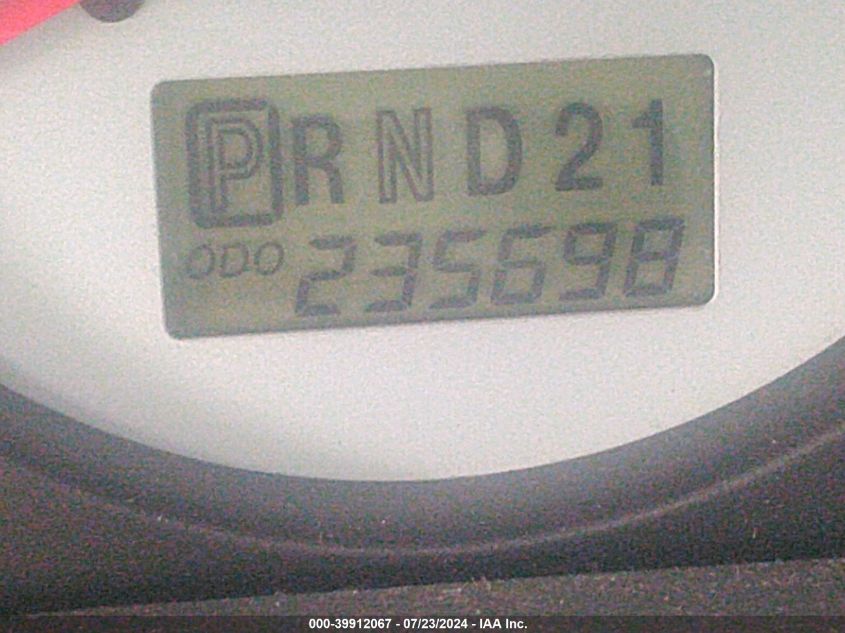 PRND21
ODO 235698
000-39912067 - 07/23/2024 - IAA Inc.